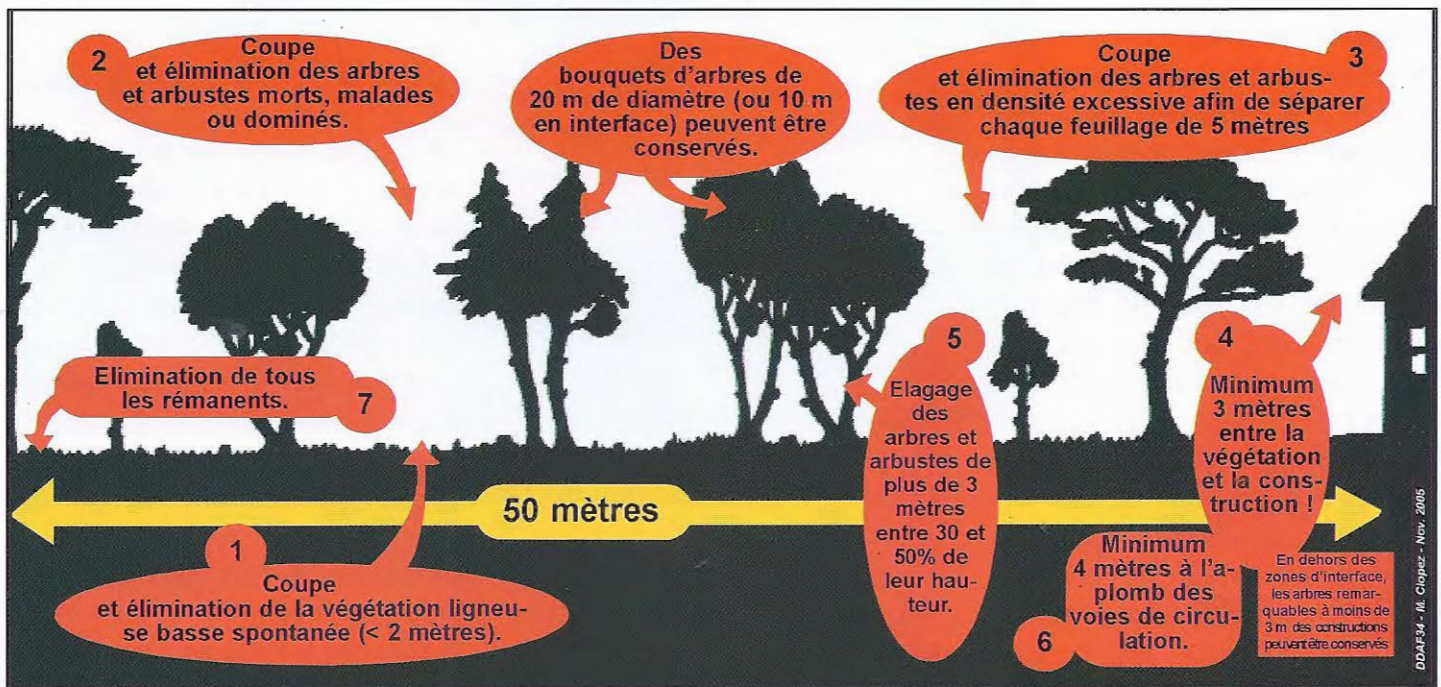 2
Coupe
et élimination des arbres
et arbustes morts, malades
ou dominés.
Des
bouquets d'arbres de
20 m de diamètre (ou 10 m
en interface) peuvent être
conservés.
3
Coupe
et élimination des arbres et arbus-
tes en densité excessive afin de séparer
chaque feuillage de 5 mètres
Elimination de tous
les rémanents.
7
5
Elagage
des
arbres et
arbustes de
plus de 3
mètres
entre 30 et
50% de
leur hau-
teur.
4
Minimum
3 mètres
entre la
végétation
et la cons-
truction !
50 mètres
1
Coupe
et élimination de la végétation ligneu-
se basse spontanée (< 2 mètres).
Minimum
4 mètres à l'a-
plomb des
voies de circu-
lation.
6
En dehors des
zones d'interface,
les arbres remar-
quables à moins de
3 m des constructions
peuvent être conservés
DDAF34 - M. Clopez - Nov. 2005